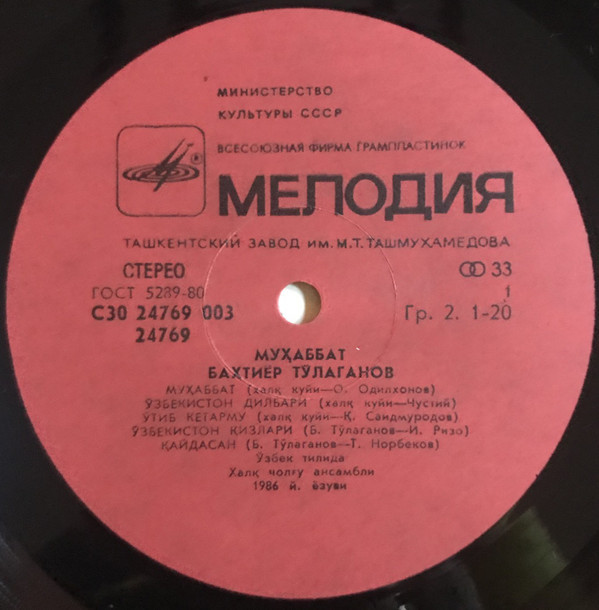 МИНИСТЕРСТВО
КУЛЬТУРЫ СССР
ВСЕСОЮЗНАЯ ФИРМА ГРАМПЛАСТИНОК
МЕЛОДИЯ
ТАШКЕНТСКИЙ ЗАВОД ИМ. М.Т. ТАШМУХАМЕДОВА
СТЕРЕО
ГОСТ 5289-80
С30 24769 003
24769
33
1
Гр. 2. 1-20
МУҲАББАТ
БАХТИЁР ТЎЛАГАНОВ
МУҲАББАТ (халқ куйи—О. Одилхонов)
ЎЗБЕКИСТОН ДИЛБАРИ (халқ куйи—Чустий)
ЎТИБ КЕТАРМУ (халқ куйи—Қ. Саидмуродов)
ЎЗБЕКИСТОН ҚИЗЛАРИ (Б. Тўлаганов—И. Ризо)
ҚАЙДАСАН (Б. Тўлаганов—Т. Норбеков)
Ўзбек тилида
Халқ чолғу ансамбли
1986 й. ёзуви